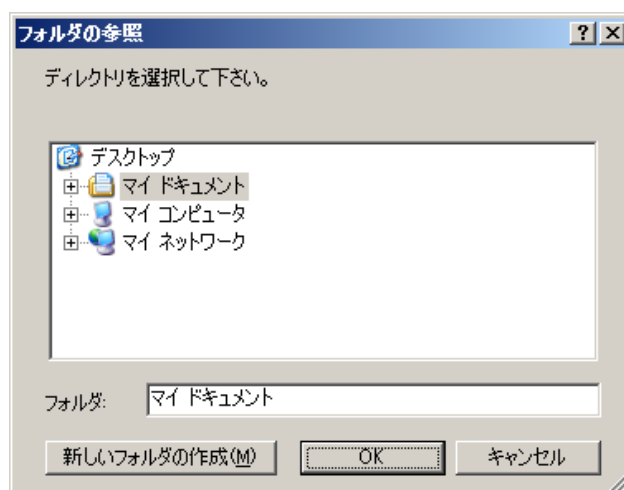 フォルダの参照
ディレクトリを選択して下さい。
デスクトップ
マイ ドキュメント
マイ コンピュータ
マイ ネットワーク
フォルダ: マイ ドキュメント
新しいフォルダの作成(M) OK キャンセル